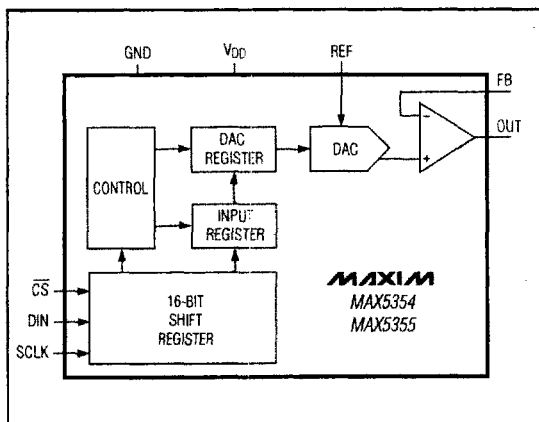 GND
VDD
REF
FB
OUT
DAC
REGISTER
DAC
−
+
CONTROL
INPUT
REGISTER
CS
DIN
SCLK
16-BIT
SHIFT
REGISTER
MAXIM
MAX5354
MAX5355